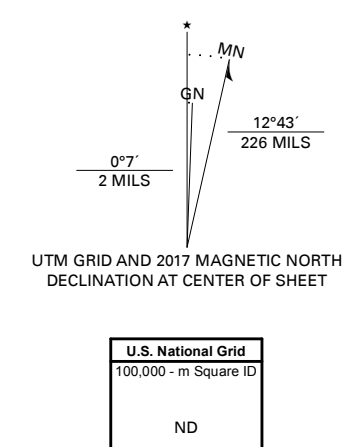 ★
MN
GN
12°43´
226 MILS
0°7´
2 MILS
UTM GRID AND 2017 MAGNETIC NORTH
DECLINATION AT CENTER OF SHEET
U.S. National Grid
100,000 - m Square ID
ND